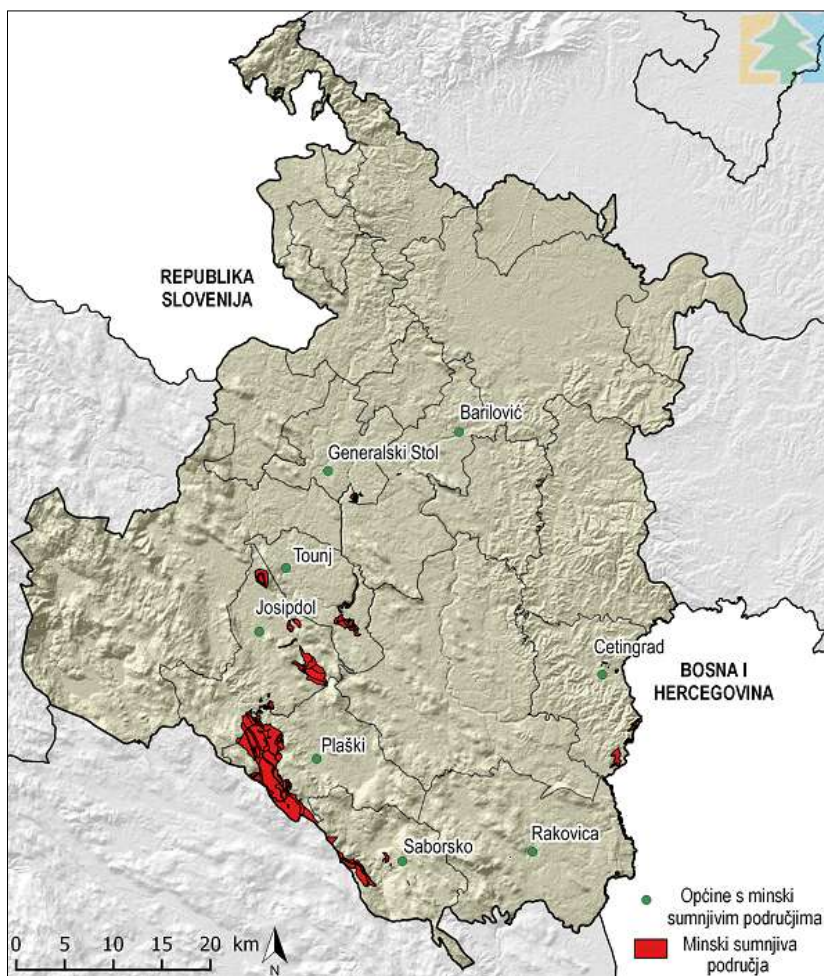 REPUBLIKA
SLOVENIJA
Barilović
Generalski Stol
Tounj
Josipdol
Cetingrad
BOSNA I
HERCEGOVINA
Plaški
Saborsko
Rakovica
Općine s minski
sumnjivim područjima
Minski sumnjiva
područja
0 5 10 20 km
N